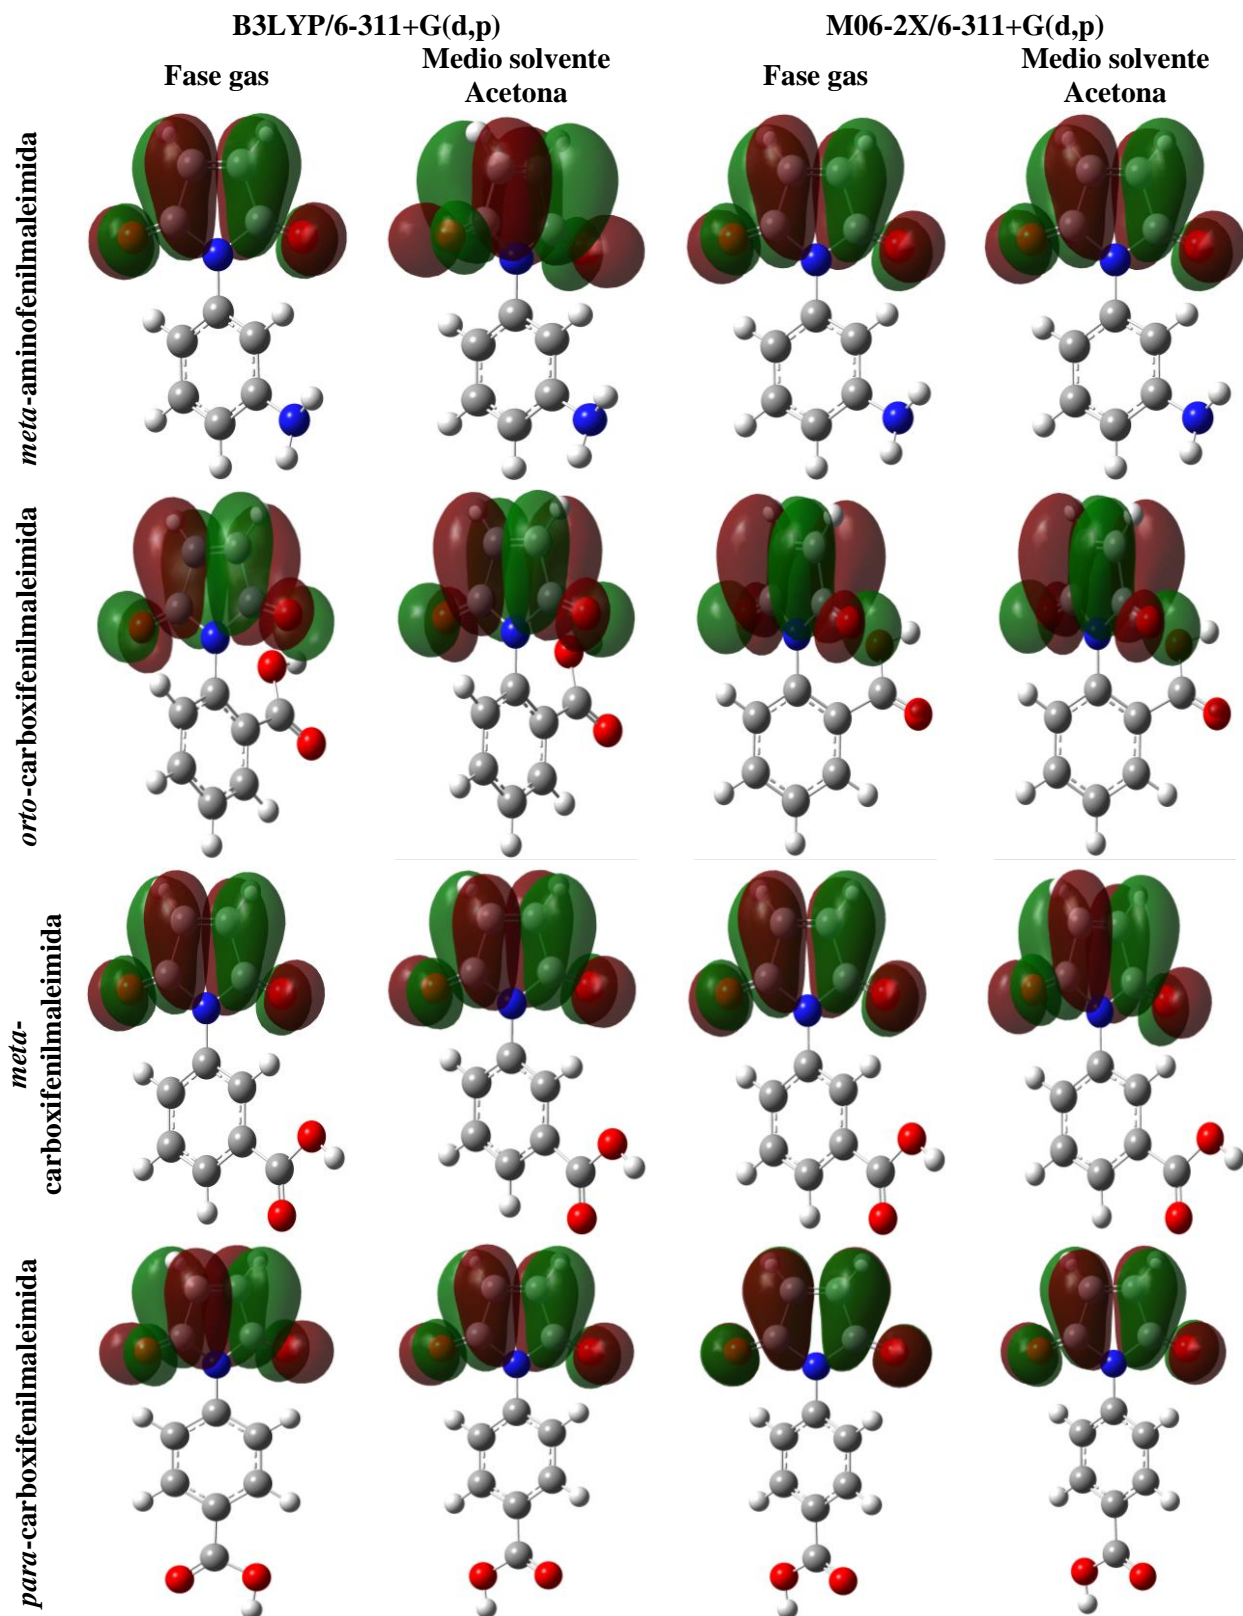 B3LYP/6-311+G(d,p)
M06-2X/6-311+G(d,p)
Fase gas
Medio solvente
Acetona
Fase gas
Medio solvente
Acetona
meta-aminofenilmaleimida
orto-carboxifenilmaleimida
meta-
carboxifenilmaleimida
para-carboxifenilmaleimida